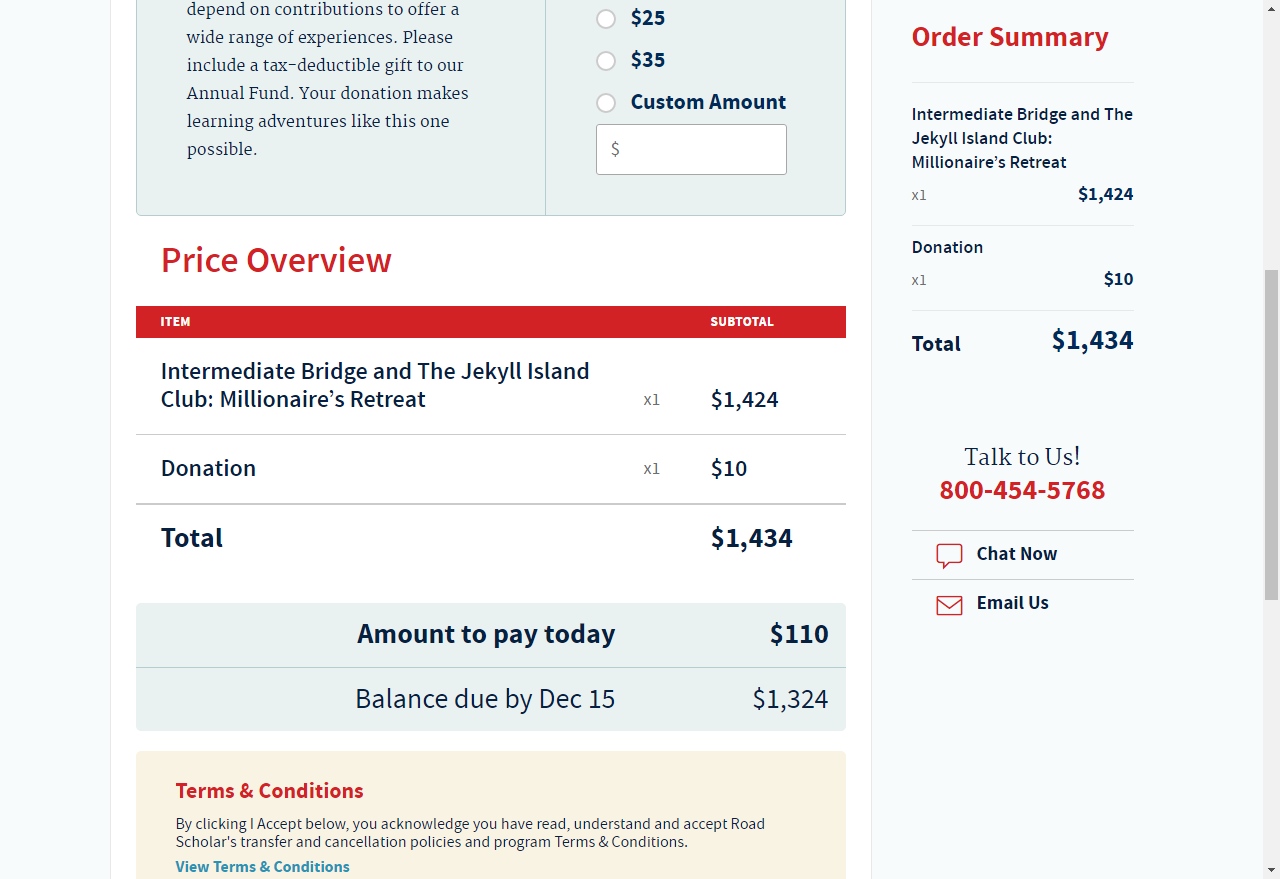 depend on contributions to offer a
wide range of experiences. Please
include a tax-deductible gift to our
Annual Fund. Your donation makes
learning adventures like this one
possible.
$25
$35
Custom Amount
$
Price Overview
ITEM SUBTOTAL
Intermediate Bridge and The Jekyll Island
Club: Millionaire’s Retreat x1 $1,424
Donation x1 $10
Total $1,434
Amount to pay today $110
Balance due by Dec 15 $1,324
Terms & Conditions
By clicking I Accept below, you acknowledge you have read, understand and accept Road
Scholar's transfer and cancellation policies and program Terms & Conditions.
View Terms & Conditions
Order Summary
Intermediate Bridge and The
Jekyll Island Club:
Millionaire’s Retreat
x1 $1,424
Donation
x1 $10
Total $1,434
Talk to Us!
800-454-5768
Chat Now
Email Us